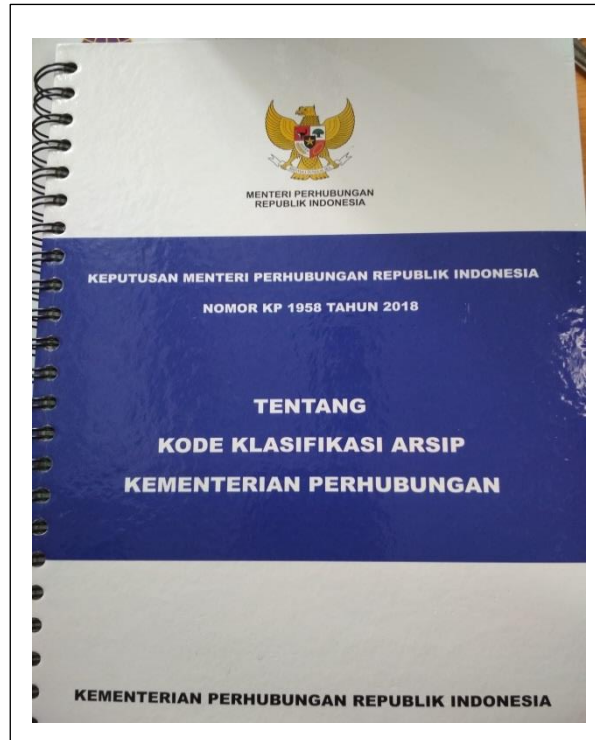 MENTERI PERHUBUNGAN
REPUBLIK INDONESIA
KEPUTUSAN MENTERI PERHUBUNGAN REPUBLIK INDONESIA
NOMOR KP 1958 TAHUN 2018
TENTANG
KODE KLASIFIKASI ARSIP
KEMENTERIAN PERHUBUNGAN
KEMENTERIAN PERHUBUNGAN REPUBLIK INDONESIA